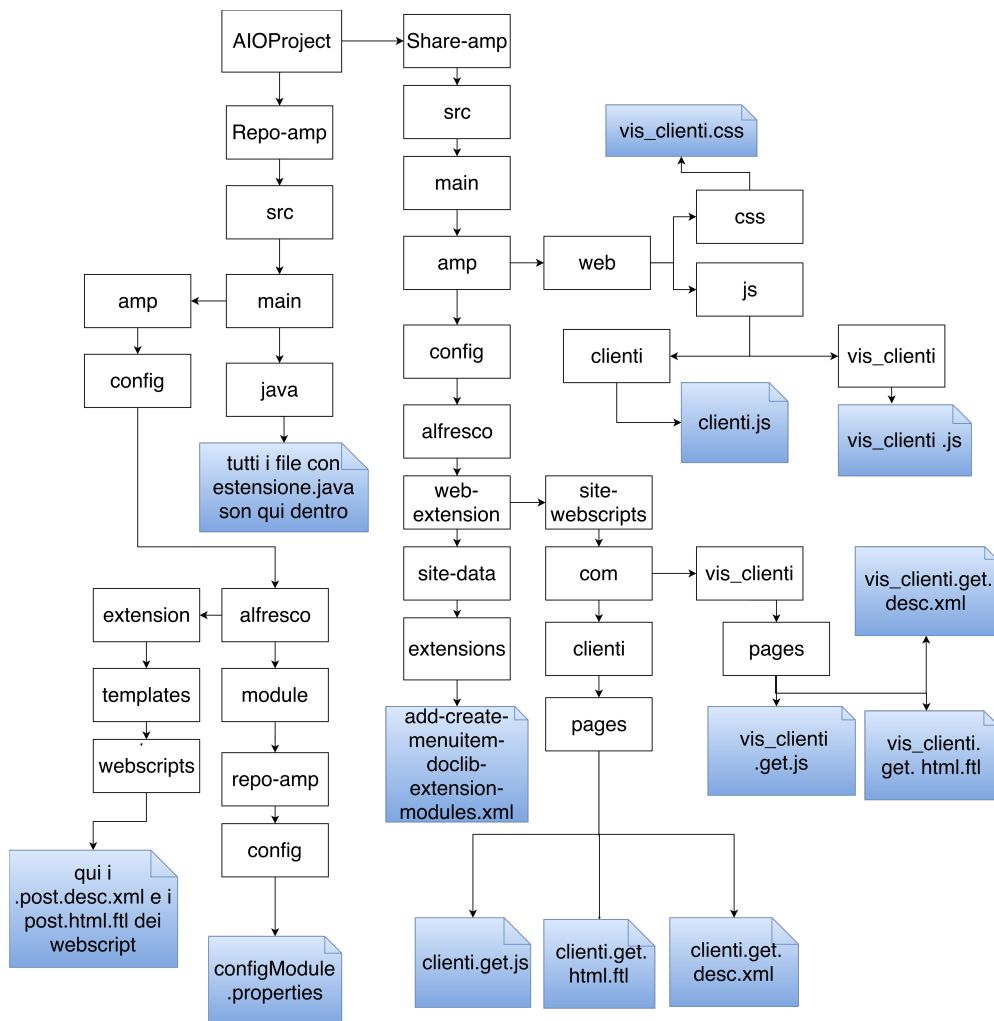 AIOProject
Share-amp
Repo-amp
src
vis_clienti.css
main
src
css
amp
web
amp
main
js
config
clienti
vis_clienti
config
java
clienti.js
vis_clienti .js
alfresco
tutti i file con
estensione.java
son qui dentro
web-
extension
site-
webscripts
site-data
com
vis_clienti
vis_clienti.get.
desc.xml
extension
alfresco
extensions
clienti
pages
templates
module
add-create-
menuitem-
doclib-
extension-
modules.xml
pages
vis_clienti
.get.js
vis_clienti.
get. html.ftl
webscripts
repo-amp
config
qui i
.post.desc.xml e i
post.html.ftl dei
webscript
configModule
.properties
clienti.get.js
clienti.get.
html.ftl
clienti.get.
desc.xml